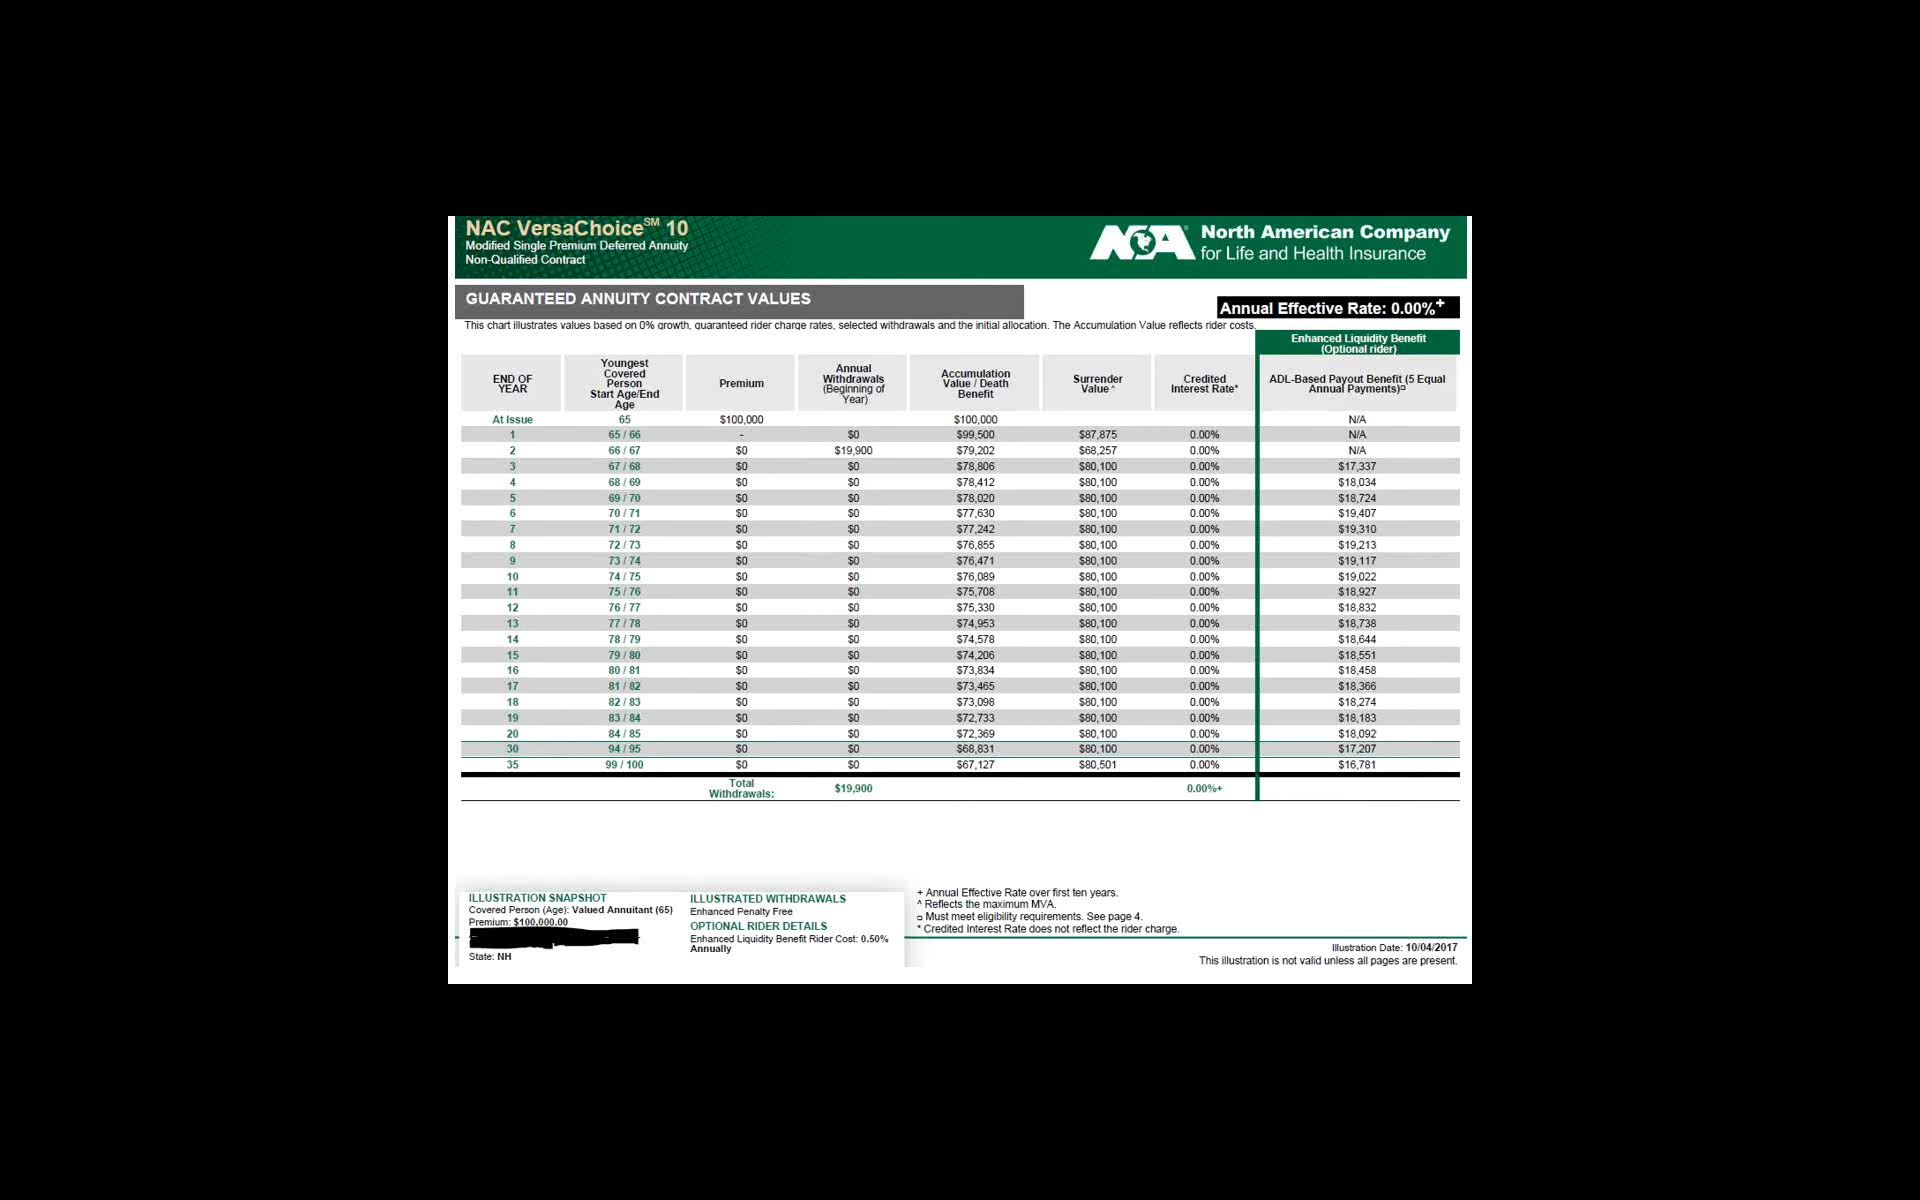 NAC VersaChoice℠ 10
Modified Single Premium Deferred Annuity
Non-Qualified Contract
NA
North American Company
for Life and Health Insurance
GUARANTEED ANNUITY CONTRACT VALUES
Annual Effective Rate: 0.00%+
This chart illustrates values based on 0% growth, guaranteed rider charge rates, selected withdrawals and the initial allocation. The Accumulation Value reflects rider costs.
Enhanced Liquidity Benefit
(Optional rider)
END OF
YEAR
Youngest
Covered
Person
Start Age/End
Age
Premium
Annual
Withdrawals
(Beginning of
Year)
Accumulation
Value / Death
Benefit
Surrender
Value ^
Credited
Interest Rate*
ADL-Based Payout Benefit (5 Equal
Annual Payments)¤
At Issue 65 $100,000 $100,000 N/A
1 65 / 66 - $0 $99,500 $87,875 0.00% N/A
2 66 / 67 $0 $19,900 $79,202 $68,257 0.00% N/A
3 67 / 68 $0 $0 $78,806 $80,100 0.00% $17,337
4 68 / 69 $0 $0 $78,412 $80,100 0.00% $18,034
5 69 / 70 $0 $0 $78,020 $80,100 0.00% $18,724
6 70 / 71 $0 $0 $77,630 $80,100 0.00% $19,407
7 71 / 72 $0 $0 $77,242 $80,100 0.00% $19,310
8 72 / 73 $0 $0 $76,855 $80,100 0.00% $19,213
9 73 / 74 $0 $0 $76,471 $80,100 0.00% $19,117
10 74 / 75 $0 $0 $76,089 $80,100 0.00% $19,022
11 75 / 76 $0 $0 $75,708 $80,100 0.00% $18,927
12 76 / 77 $0 $0 $75,330 $80,100 0.00% $18,832
13 77 / 78 $0 $0 $74,953 $80,100 0.00% $18,738
14 78 / 79 $0 $0 $74,578 $80,100 0.00% $18,644
15 79 / 80 $0 $0 $74,206 $80,100 0.00% $18,551
16 80 / 81 $0 $0 $73,834 $80,100 0.00% $18,458
17 81 / 82 $0 $0 $73,465 $80,100 0.00% $18,366
18 82 / 83 $0 $0 $73,098 $80,100 0.00% $18,274
19 83 / 84 $0 $0 $72,733 $80,100 0.00% $18,183
20 84 / 85 $0 $0 $72,369 $80,100 0.00% $18,092
30 94 / 95 $0 $0 $68,831 $80,100 0.00% $17,207
35 99 / 100 $0 $0 $67,127 $80,501 0.00% $16,781
Total
Withdrawals: $19,900 0.00%+
ILLUSTRATION SNAPSHOT
Covered Person (Age): Valued Annuitant (65)
Premium: $100,000.00
State: NH
ILLUSTRATED WITHDRAWALS
Enhanced Penalty Free
OPTIONAL RIDER DETAILS
Enhanced Liquidity Benefit Rider Cost: 0.50%
Annually
+ Annual Effective Rate over first ten years.
^ Reflects the maximum MVA.
¤ Must meet eligibility requirements. See page 4.
* Credited Interest Rate does not reflect the rider charge.
Illustration Date: 10/04/2017
This illustration is not valid unless all pages are present.